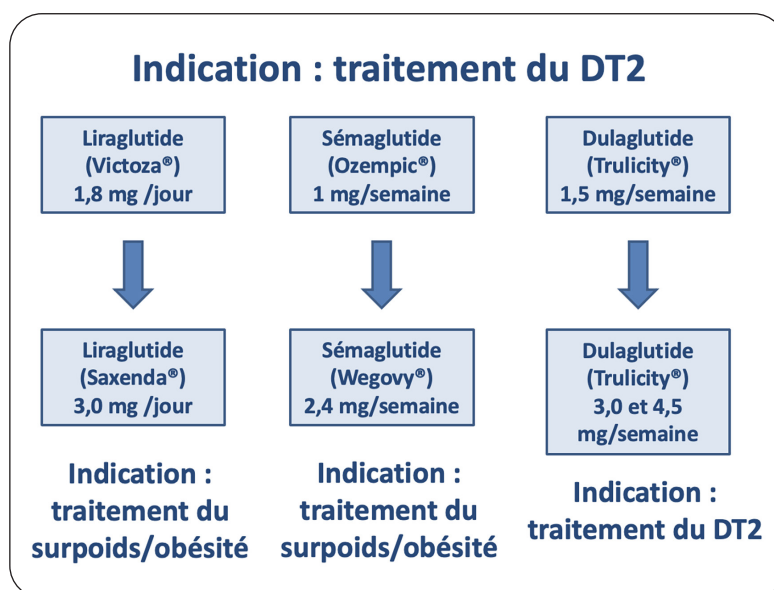 Indication : traitement du DT2
Liraglutide
(Victoza®)
1,8 mg /jour
Sémaglutide
(Ozempic®)
1 mg/semaine
Dulaglutide
(Trulicity®)
1,5 mg/semaine
Liraglutide
(Saxenda®)
3,0 mg /jour
Sémaglutide
(Wegovy®)
2,4 mg/semaine
Dulaglutide
(Trulicity®)
3,0 et 4,5
mg/semaine
Indication :
traitement du
surpoids/obésité
Indication :
traitement du
surpoids/obésité
Indication :
traitement du DT2